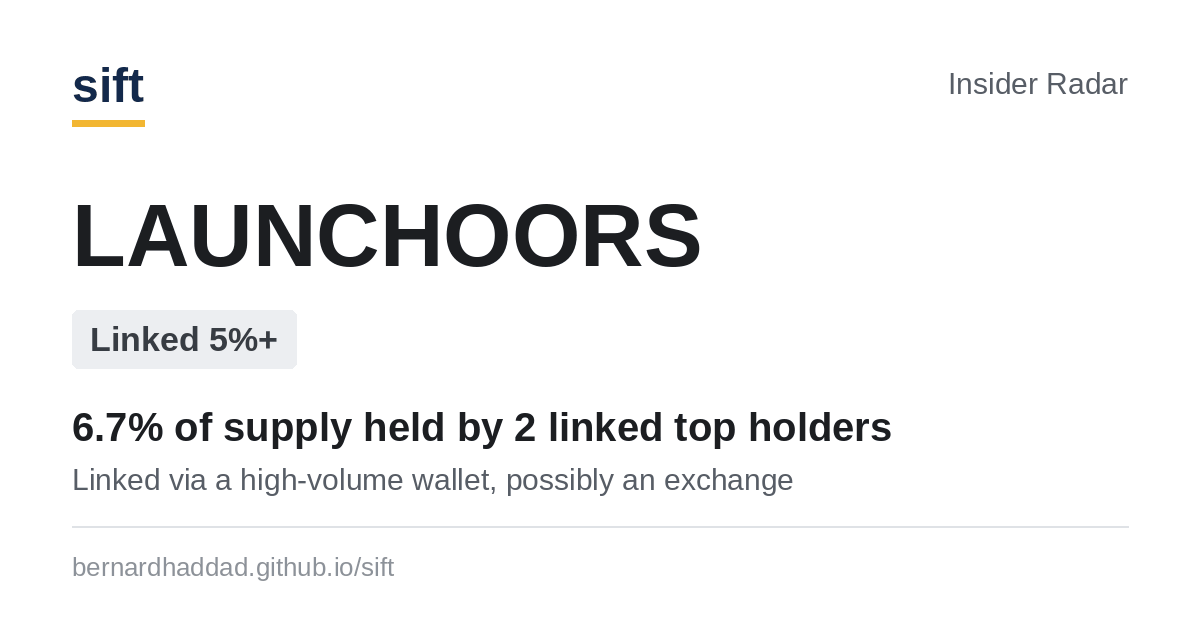 sift
Insider Radar
LAUNCHOORS
Linked 5%+
6.7% of supply held by 2 linked top holders
Linked via a high-volume wallet, possibly an exchange
bernardhaddad.github.io/sift